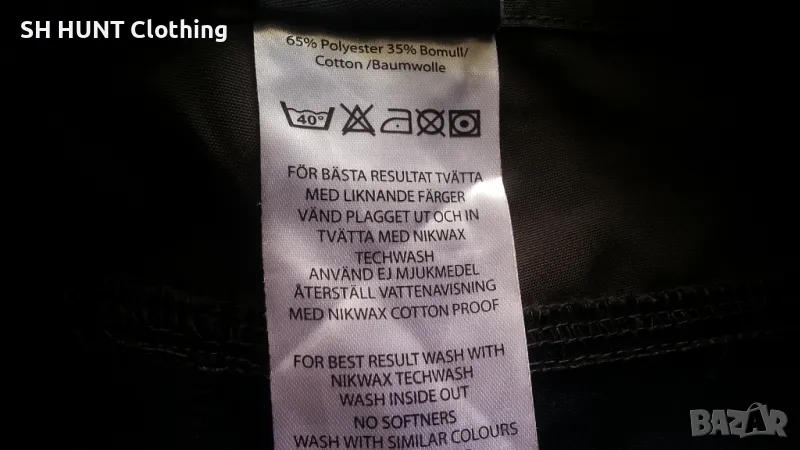 SH HUNT Clothing
65% Polyester 35% Bomull/
Cotton /Baumwolle
40°
FÖR BÄSTA RESULTAT TVÄTTA
MED LIKNANDE FÄRGER
VÄND PLAGGET UT OCH IN
TVÄTTA MED NIKWAX
TECHWASH
ANVÄND EJ MJUKMEDEL
ÅTERSTÄLL VATTENAVISNING
MED NIKWAX COTTON PROOF
FOR BEST RESULT WASH WITH
NIKWAX TECHWASH
WASH INSIDE OUT
NO SOFTNERS
WASH WITH SIMILAR COLOURS
BAZAR